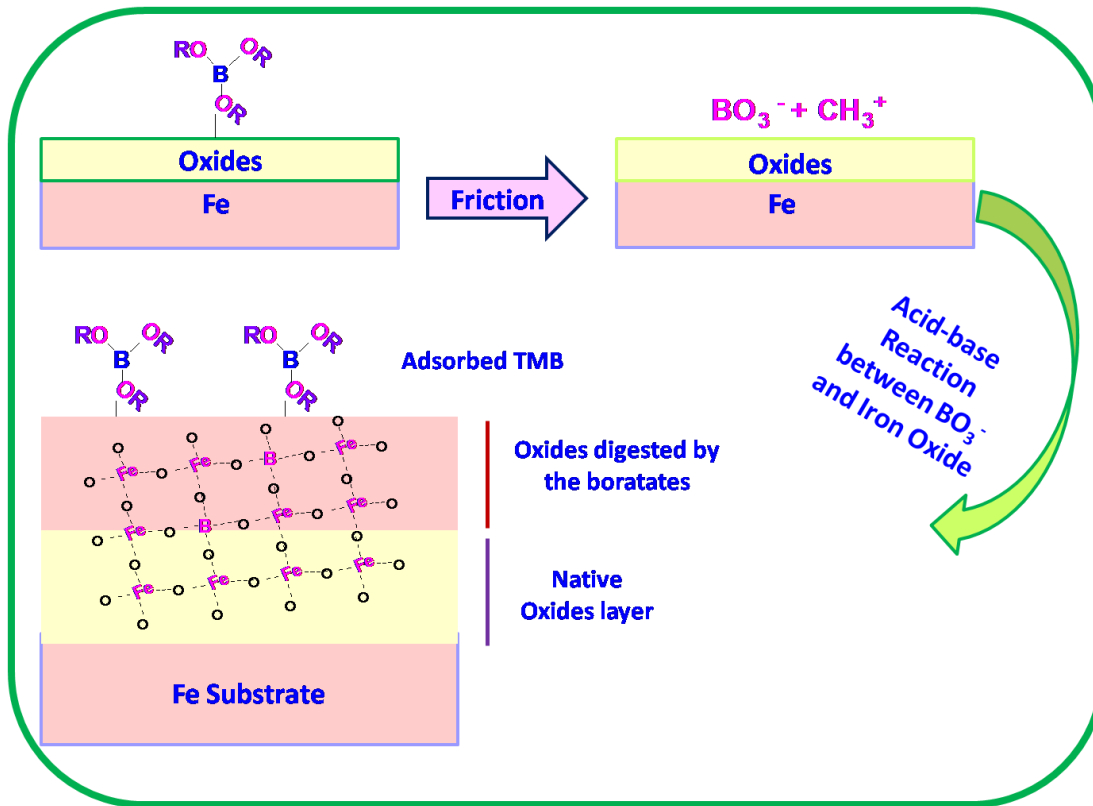 RO OR
B
OR
Oxides
Fe
Friction
BO₃⁻ + CH₃⁺
Oxides
Fe
Acid-base
Reaction
between BO₃⁻
and Iron Oxide
RO OR RO OR
B B
OR OR
Adsorbed TMB
O O O O
Fe Fe B Fe O
O
O O O
O O O O
Fe B Fe Fe O
O O O
O
O O O O
Fe Fe Fe Fe O
O O O O
O O O O
Oxides digested by
the boratates
Native
Oxides layer
Fe Substrate